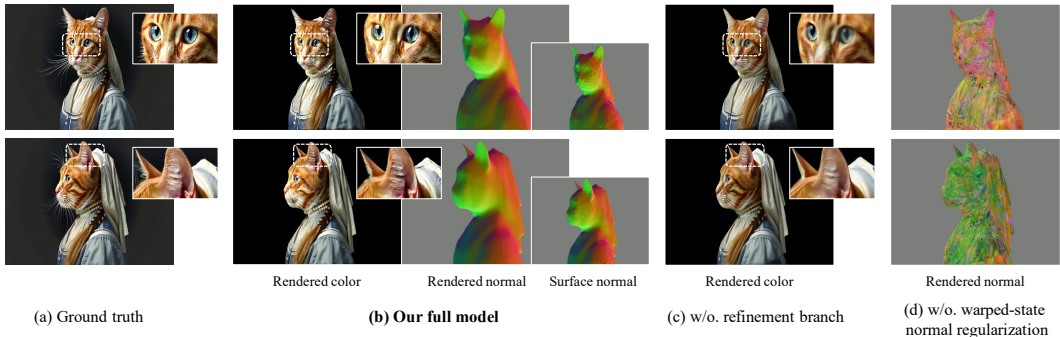 Rendered color
Rendered normal
Surface normal
Rendered color
Rendered normal
(a) Ground truth
(b) Our full model
(c) w/o. refinement branch
(d) w/o. warped-state
normal regularization